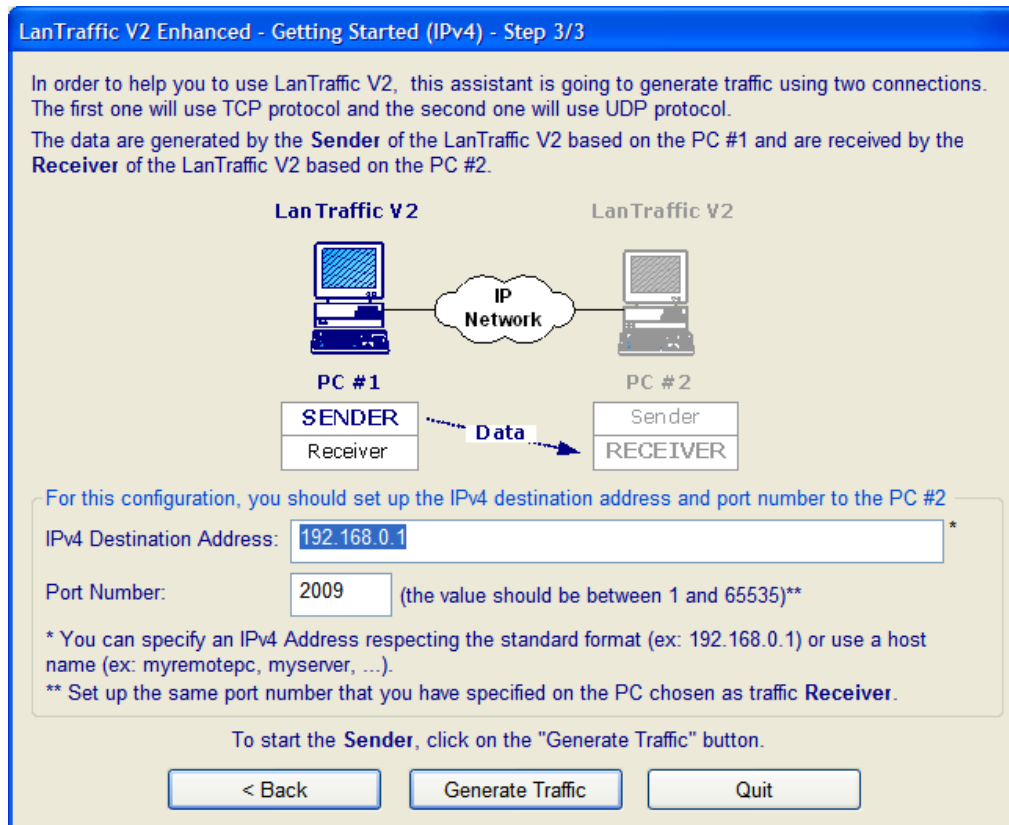 LanTraffic V2 Enhanced - Getting Started (IPv4) - Step 3/3
In order to help you to use LanTraffic V2, this assistant is going to generate traffic using two connections.
The first one will use TCP protocol and the second one will use UDP protocol.
The data are generated by the Sender of the LanTraffic V2 based on the PC #1 and are received by the
Receiver of the LanTraffic V2 based on the PC #2.
LanTraffic V2
LanTraffic V2
IP
Network
PC #1
PC #2
SENDER
Receiver
Data
Sender
RECEIVER
For this configuration, you should set up the IPv4 destination address and port number to the PC #2
IPv4 Destination Address: 192.168.0.1 *
Port Number: 2009 (the value should be between 1 and 65535)**
* You can specify an IPv4 Address respecting the standard format (ex: 192.168.0.1) or use a host
name (ex: myremotepc, myserver, ...).
** Set up the same port number that you have specified on the PC chosen as traffic Receiver.
To start the Sender, click on the "Generate Traffic" button.
< Back
Generate Traffic
Quit